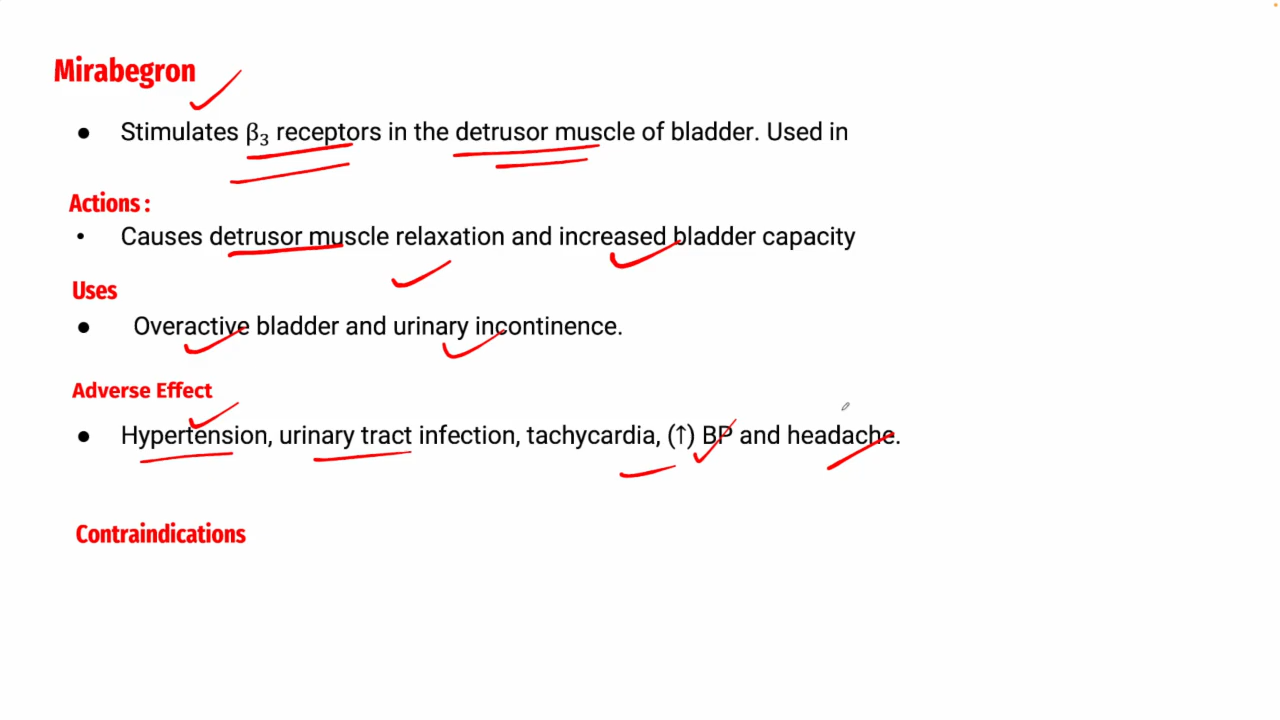 Mirabegron
● Stimulates β₃ receptors in the detrusor muscle of bladder. Used in
Actions :
• Causes detrusor muscle relaxation and increased bladder capacity
Uses
● Overactive bladder and urinary incontinence.
Adverse Effect
● Hypertension, urinary tract infection, tachycardia, (↑) BP and headache.
Contraindications